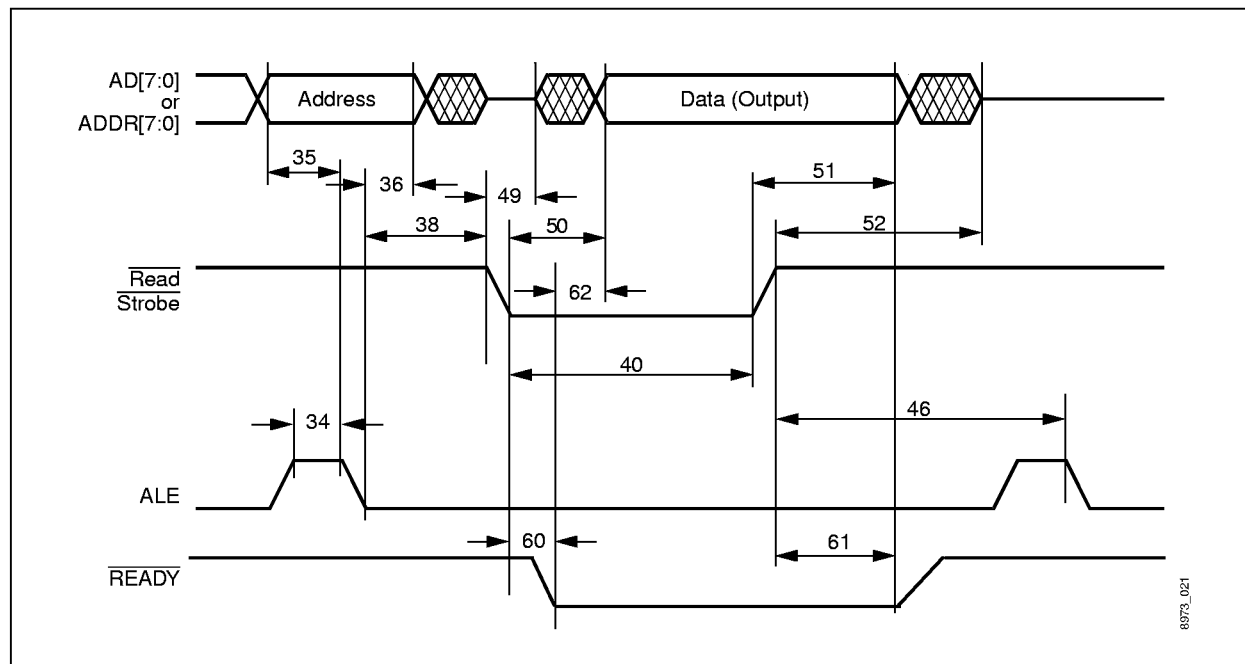 AD[7:0]
or
ADDR[7:0]
Address
Data (Output)
35
36
49
51
38
50
52
Read
Strobe
62
40
46
34
ALE
60
61
READY
8973_021